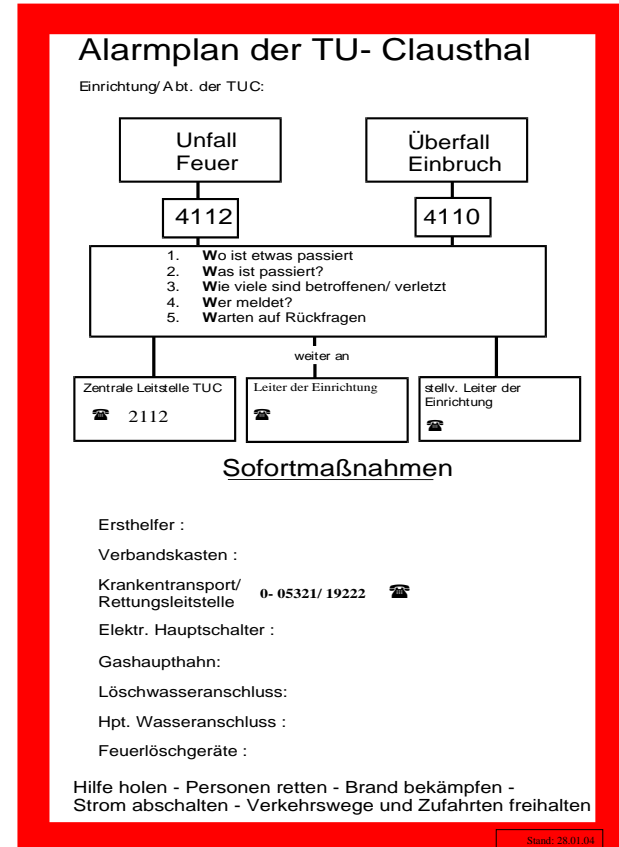 Alarmplan der TU- Clausthal
Einrichtung/Abt. der TUC:
Unfall
Feuer
Überfall
Einbruch
4112
4110
1. Wo ist etwas passiert
2. Was ist passiert?
3. Wie viele sind betroffenen/ verletzt
4. Wer meldet?
5. Warten auf Rückfragen
weiter an
Zentrale Leitstelle TUC
☎ 2112
Leiter der Einrichtung
☎
stellv. Leiter der
Einrichtung
☎
Sofortmaßnahmen
Ersthelfer :
Verbandskasten :
Krankentransport/
Rettungsleitstelle 0- 05321/ 19222 ☎
Elektr. Hauptschalter :
Gashaupthahn:
Löschwasseranschluss:
Hpt. Wasseranschluss :
Feuerlöschgeräte :
Hilfe holen - Personen retten - Brand bekämpfen -
Strom abschalten - Verkehrswege und Zufahrten freihalten
Stand: 28.01.04